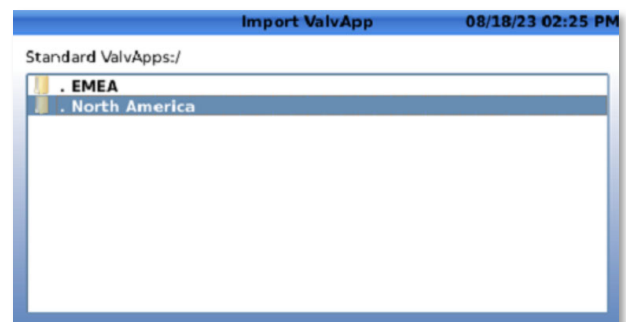 Import ValvApp 08/18/23 02:25 PM
Standard ValvApps:/
. EMEA
. North America